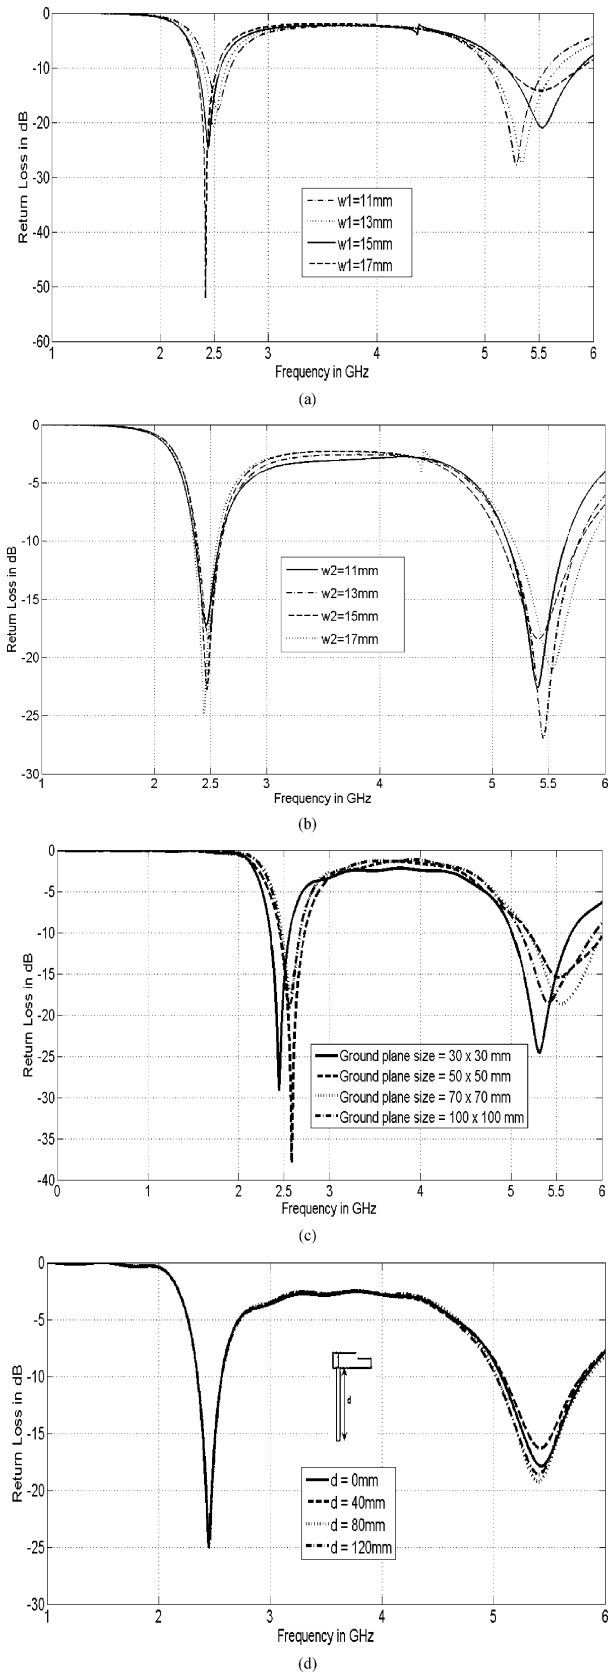 0
-10
-20
-30
-40
-50
-60
Return Loss in dB
w1=11mm
w1=13mm
w1=15mm
w1=17mm
1 2 2.5 3 4 5 5.5 6
Frequency in GHz
(a)
0
-5
-10
-15
-20
-25
-30
Return Loss in dB
w2=11mm
w2=13mm
w2=15mm
w2=17mm
1 2 2.5 3 4 5 5.5 6
Frequency in GHz
(b)
0
-5
-10
-15
-20
-25
-30
-35
-40
Return Loss in dB
Ground plane size = 30 x 30 mm
Ground plane size = 50 x 50 mm
Ground plane size = 70 x 70 mm
Ground plane size = 100 x 100 mm
0 1 2 2.5 3 4 5 5.5 6
Frequency in GHz
(c)
0
-5
-10
-15
-20
-25
-30
Return Loss in dB
d
d = 0mm
d = 40mm
d = 80mm
d = 120mm
1 2 3 4 5 6
Frequency in GHz
(d)